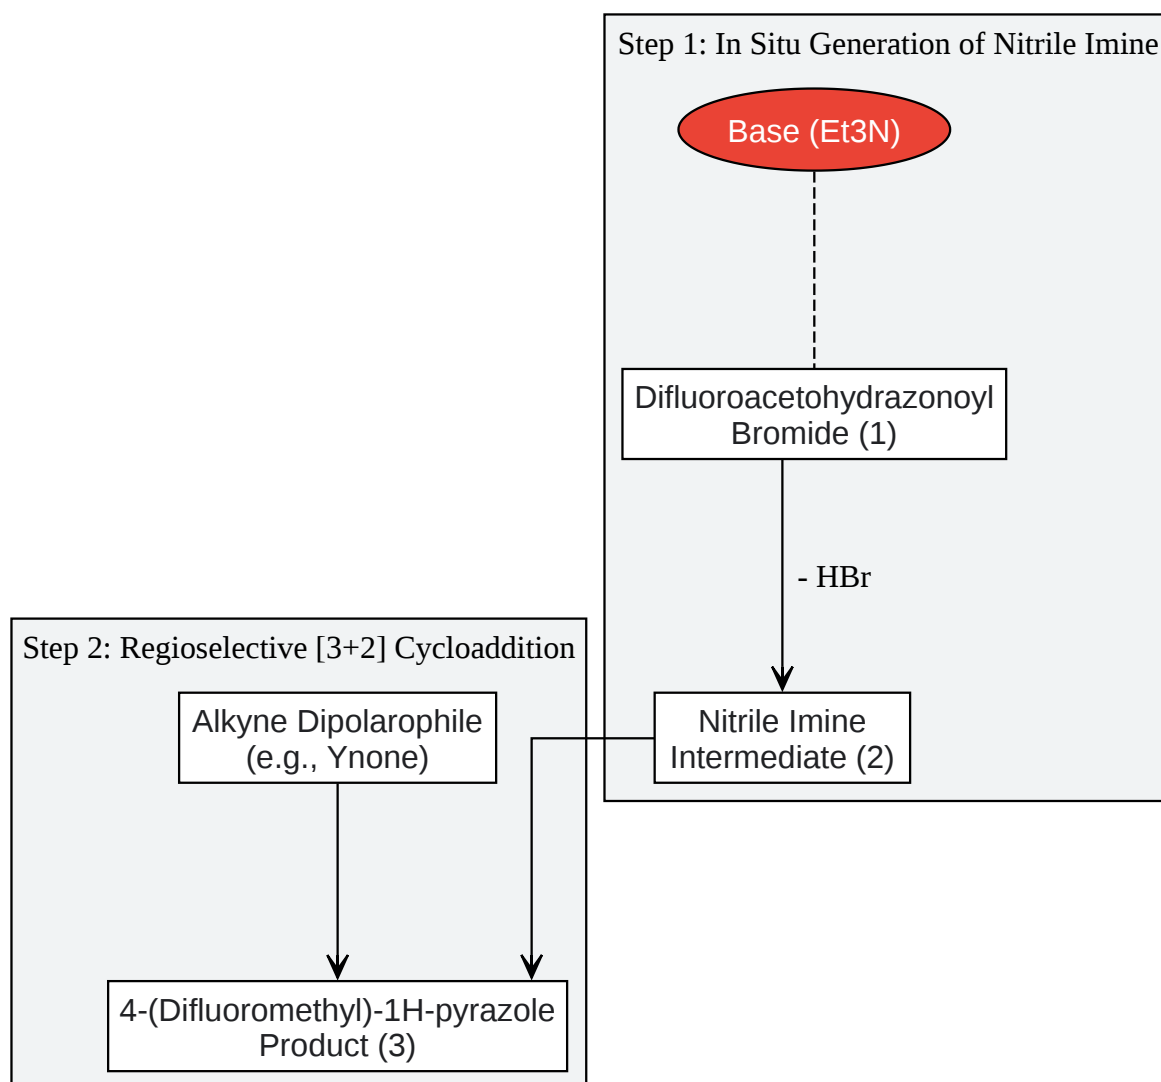 Step 1: In Situ Generation of Nitrile Imine
Base (Et3N)
Difluoroacetohydrazonoyl
Bromide (1)
- HBr
Nitrile Imine
Intermediate (2)
Step 2: Regioselective [3+2] Cycloaddition
Alkyne Dipolarophile
(e.g., Ynone)
4-(Difluoromethyl)-1H-pyrazole
Product (3)